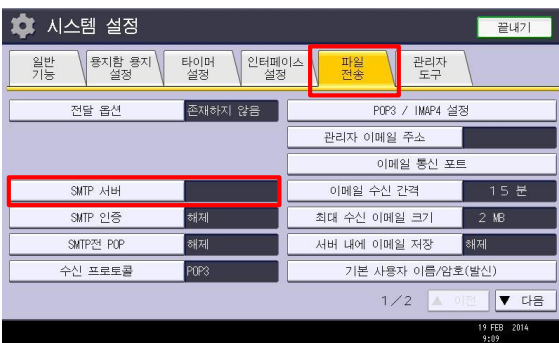 시스템 설정
끝내기
일반 기능
용지함 용지 설정
타이머 설정
인터페이스 설정
파일 전송
관리자 도구
전달 옵션 존재하지 않음
POP3 / IMAP4 설정
관리자 이메일 주소
이메일 통신 포트
SMTP 서버
이메일 수신 간격 15 분
SMTP 인증 해제
최대 수신 이메일 크기 2 MB
SMTP전 POP 해제
서버 내에 이메일 저장 해제
수신 프로토콜 POP3
기본 사용자 이름/암호(발신)
1/2 ▲ 이전 ▼ 다음
19 FEB 2014
9:09